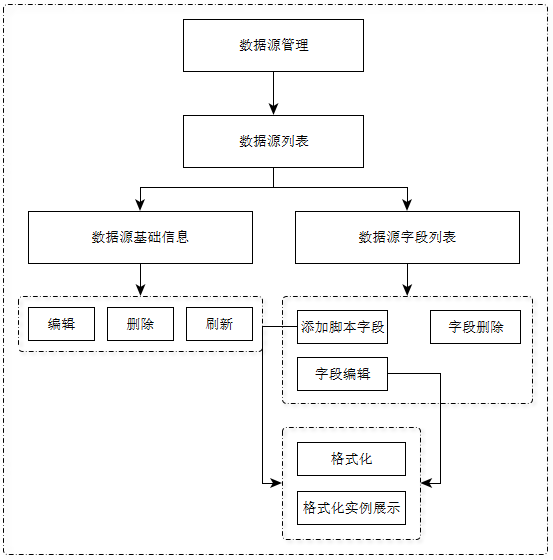 数据源管理
数据源列表
数据源基础信息
数据源字段列表
编辑
删除
刷新
添加脚本字段
字段删除
字段编辑
格式化
格式化实例展示